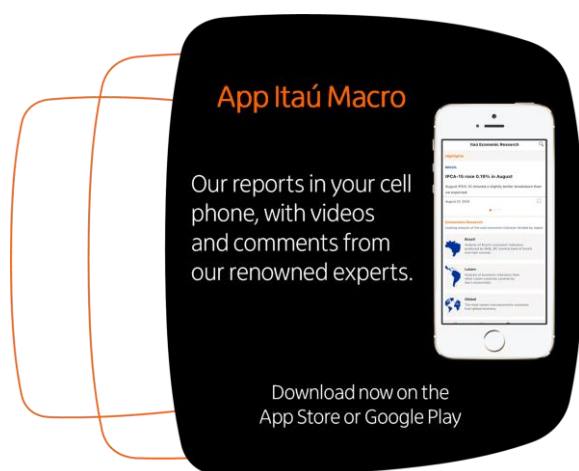 App Itaú Macro
Our reports in your cell
phone, with videos
and comments from
our renowned experts.
Itaú Economic Research
Highlights
IPCA-15 rose 0.19% in August
Economics Research
Brazil
Latam
Global
Download now on the
App Store or Google Play